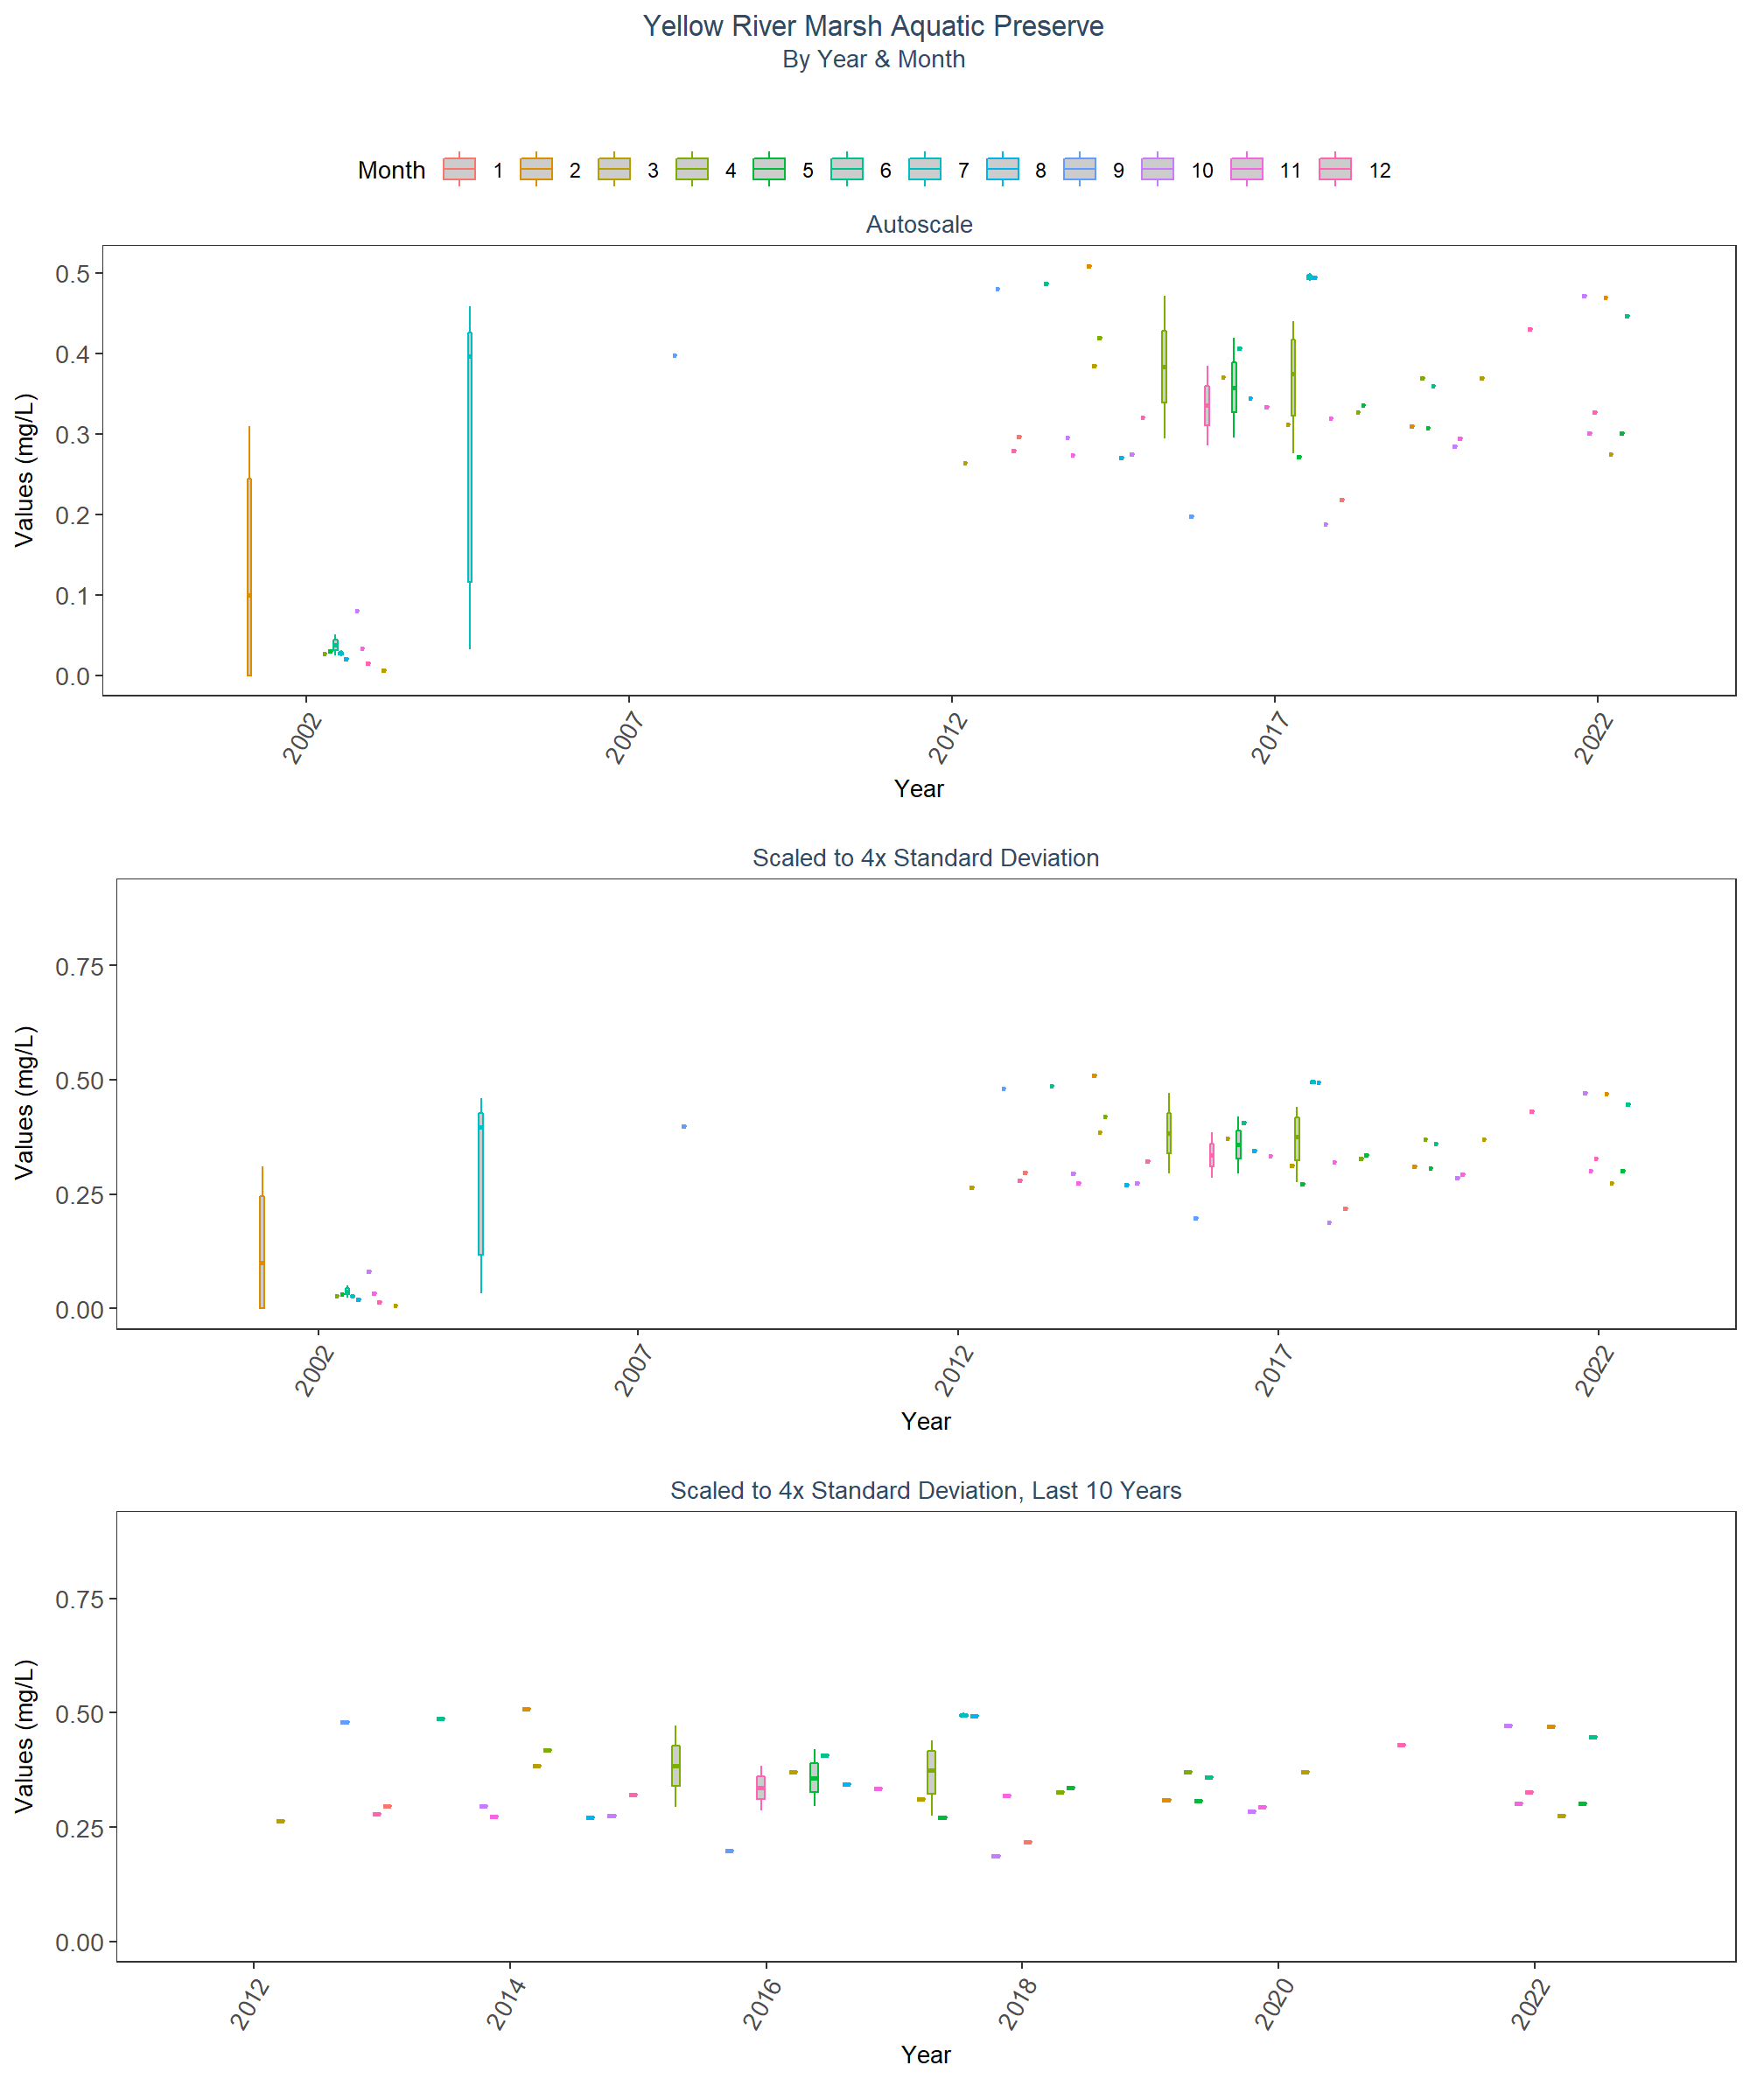 Yellow River Marsh Aquatic Preserve
By Year & Month
Month 1 2 3 4 5 6 7 8 9 10 11 12
Autoscale
Values (mg/L)
0.5
0.4
0.3
0.2
0.1
0.0
2002 2007 2012 2017 2022
Year
Scaled to 4x Standard Deviation
Values (mg/L)
0.75
0.50
0.25
0.00
2002 2007 2012 2017 2022
Year
Scaled to 4x Standard Deviation, Last 10 Years
Values (mg/L)
0.75
0.50
0.25
0.00
2012 2014 2016 2018 2020 2022
Year